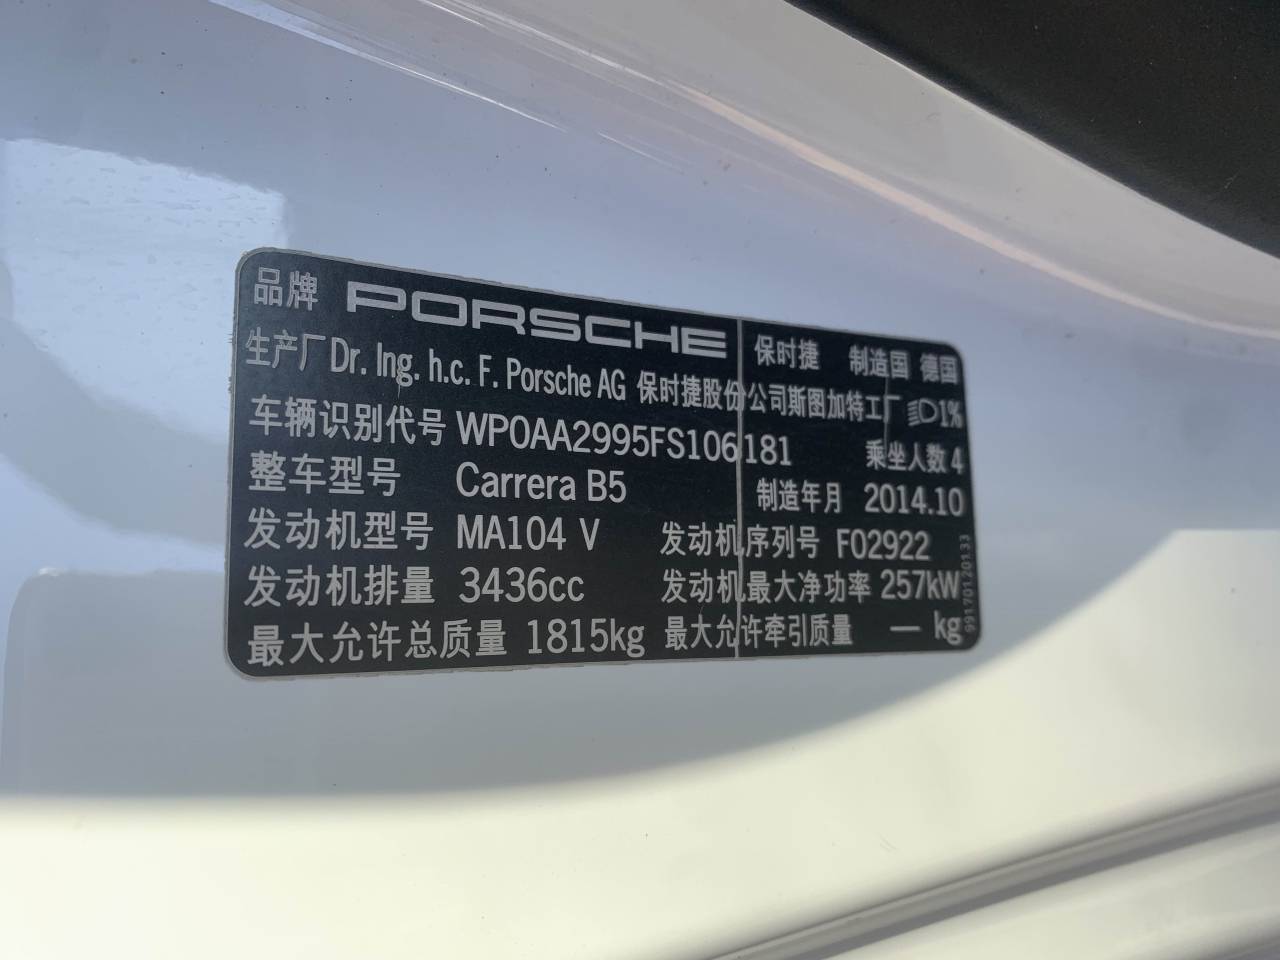 品牌 PORSCHE 保时捷 制造国 德国
生产厂 Dr. Ing. h.c. F. Porsche AG 保时捷股份公司斯图加特工厂 1%
车辆识别代号 WP0AA2995FS106181 乘坐人数 4
整车型号 Carrera B5 制造年月 2014.10
发动机型号 MA104 V 发动机序列号 F02922
发动机排量 3436cc 发动机最大净功率 257kW
最大允许总质量 1815kg 最大允许牵引质量 — kg
99170120133